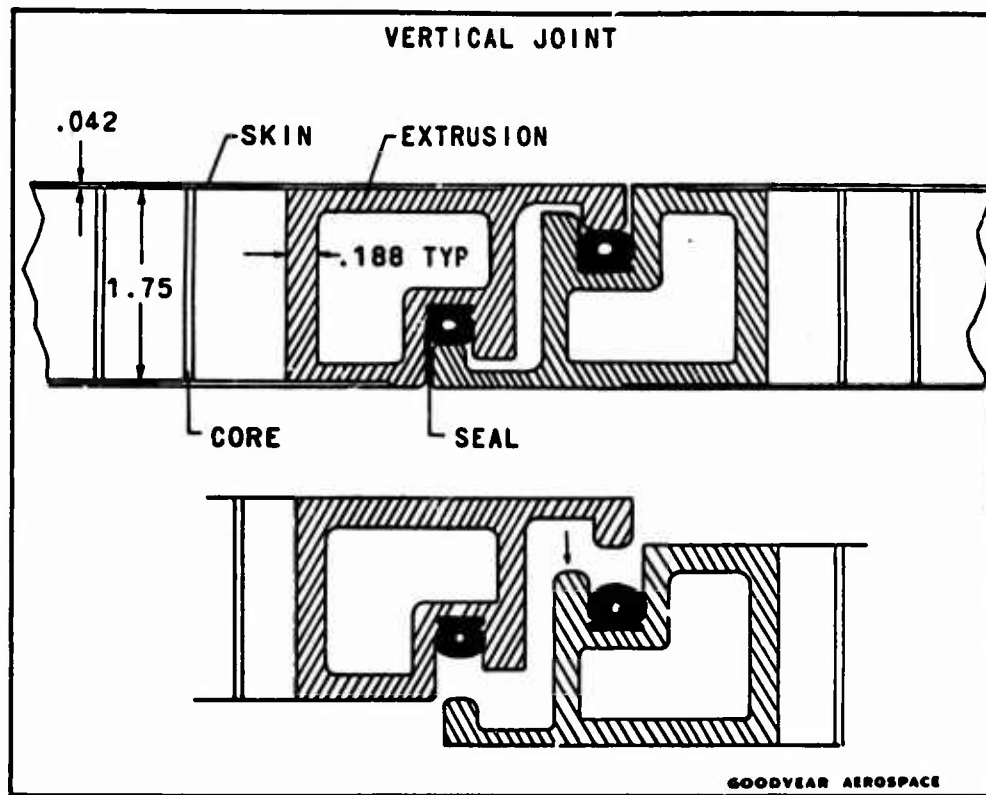 VERTICAL JOINT
.042
SKIN
EXTRUSION
.188 TYP
1.75
CORE
SEAL
GOODYEAR AEROSPACE